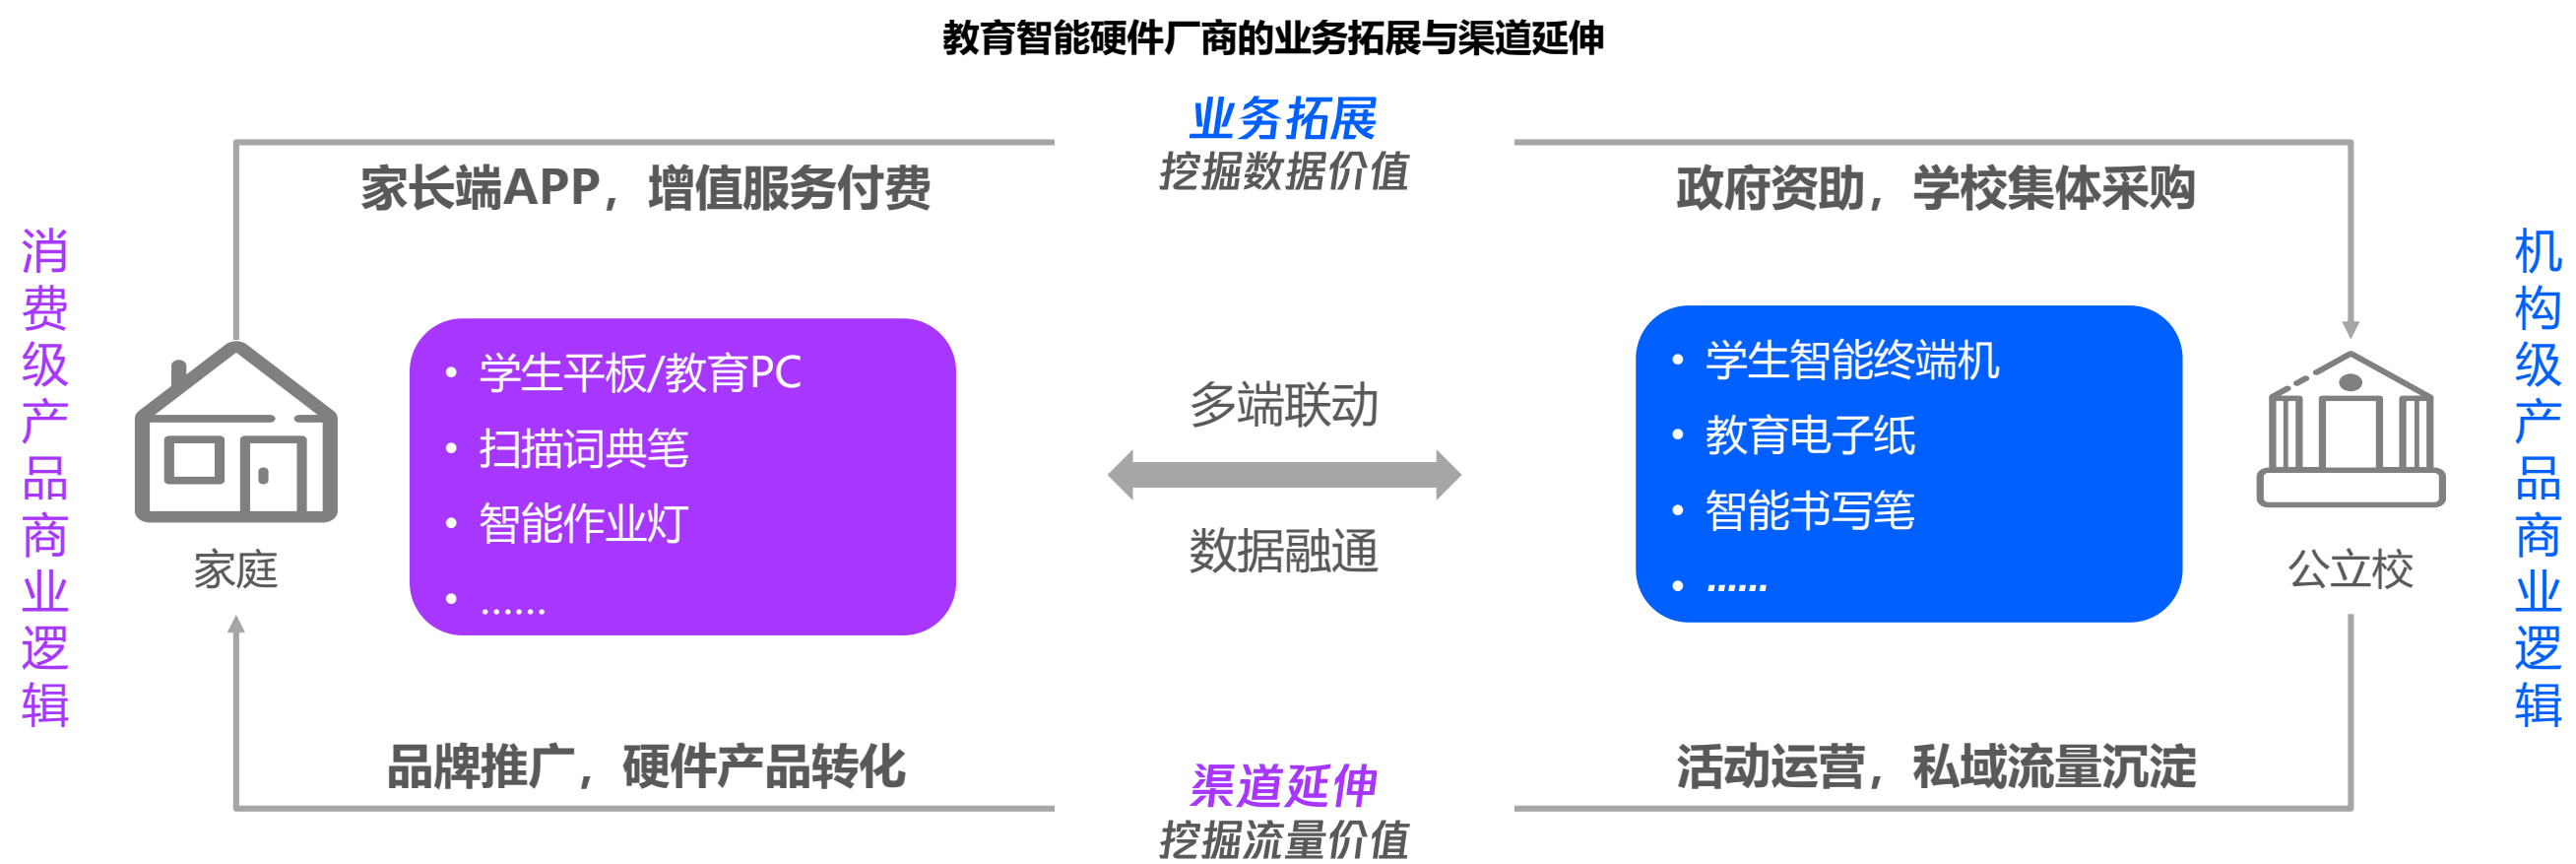 教育智能硬件厂商的业务拓展与渠道延伸
业务拓展
挖掘数据价值
家长端APP，增值服务付费
政府资助，学校集体采购
消费级产品商业逻辑
家庭
• 学生平板/教育PC
• 扫描词典笔
• 智能作业灯
• ……
多端联动
数据融通
• 学生智能终端机
• 教育电子纸
• 智能书写笔
• ……
公立校
机构级产品商业逻辑
品牌推广，硬件产品转化
活动运营，私域流量沉淀
渠道延伸
挖掘流量价值